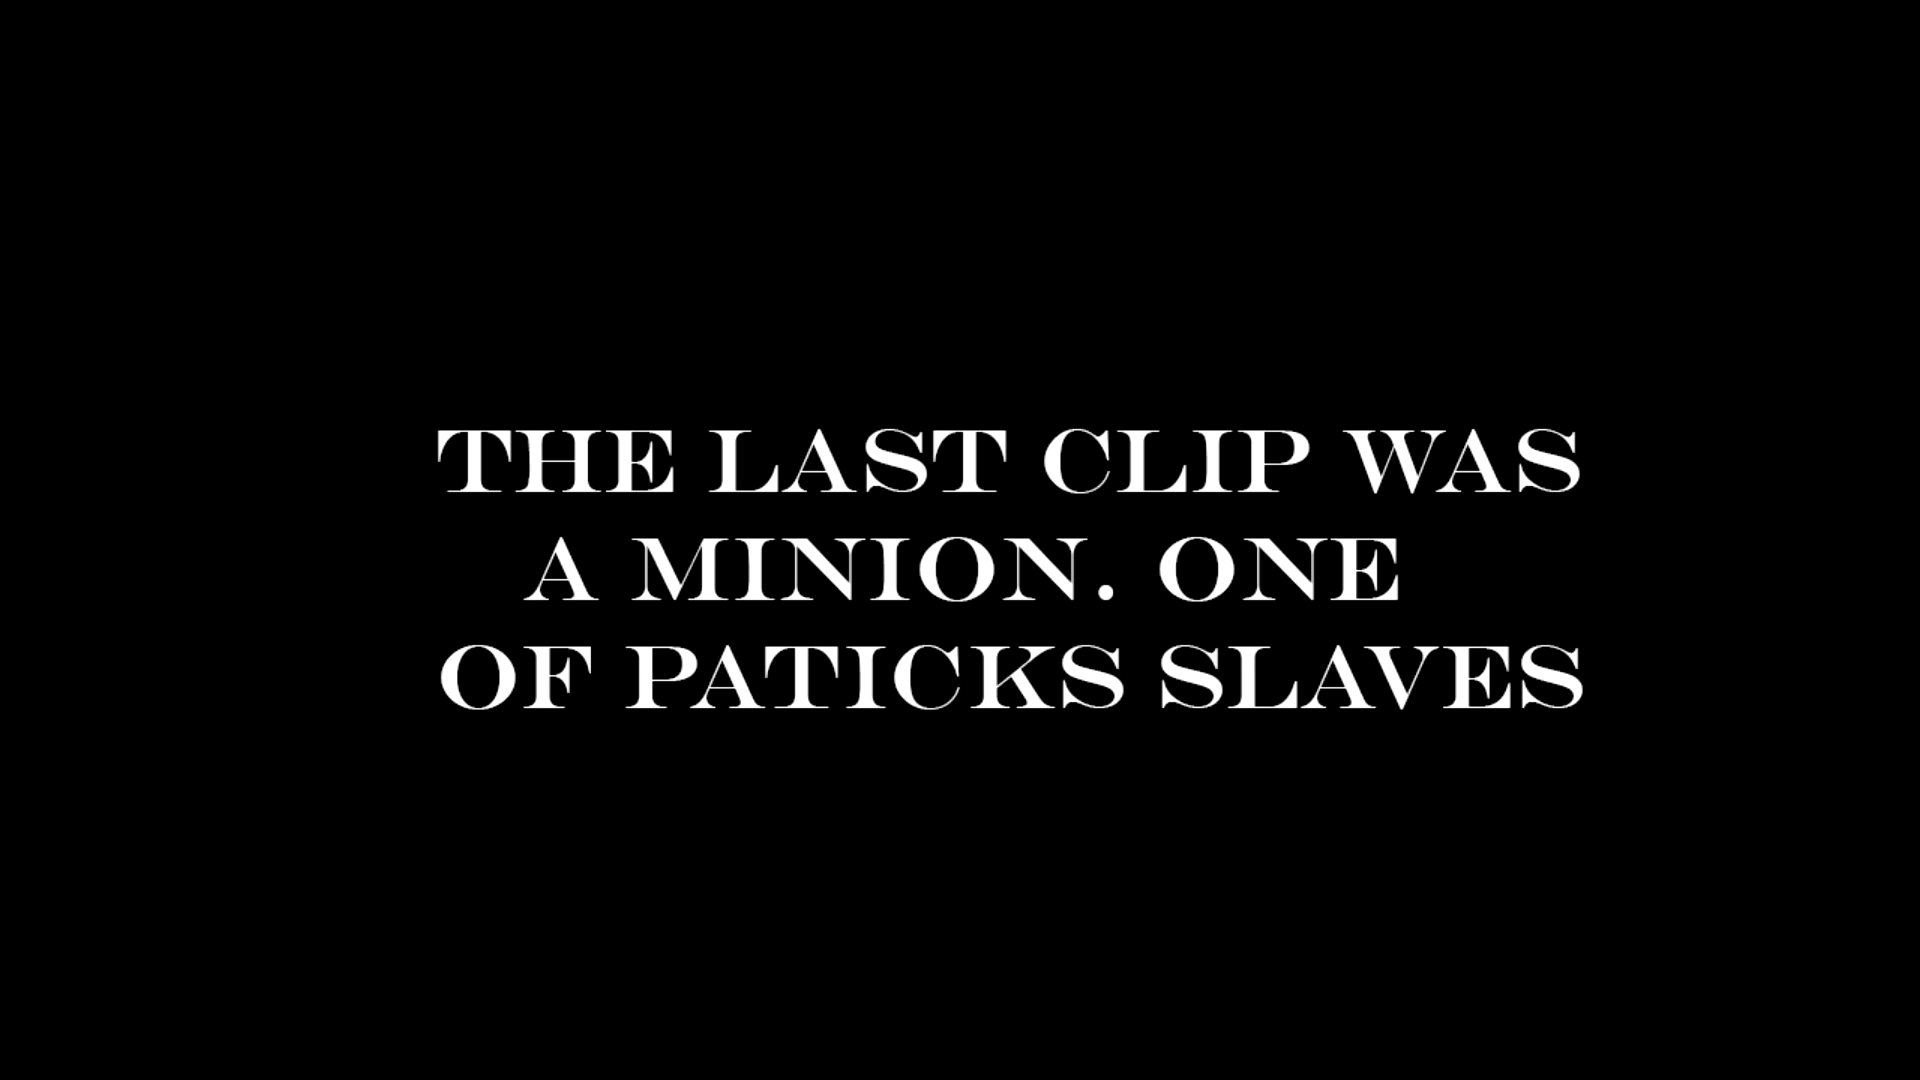 THE LAST CLIP WAS
A MINION. ONE
OF PATICKS SLAVES